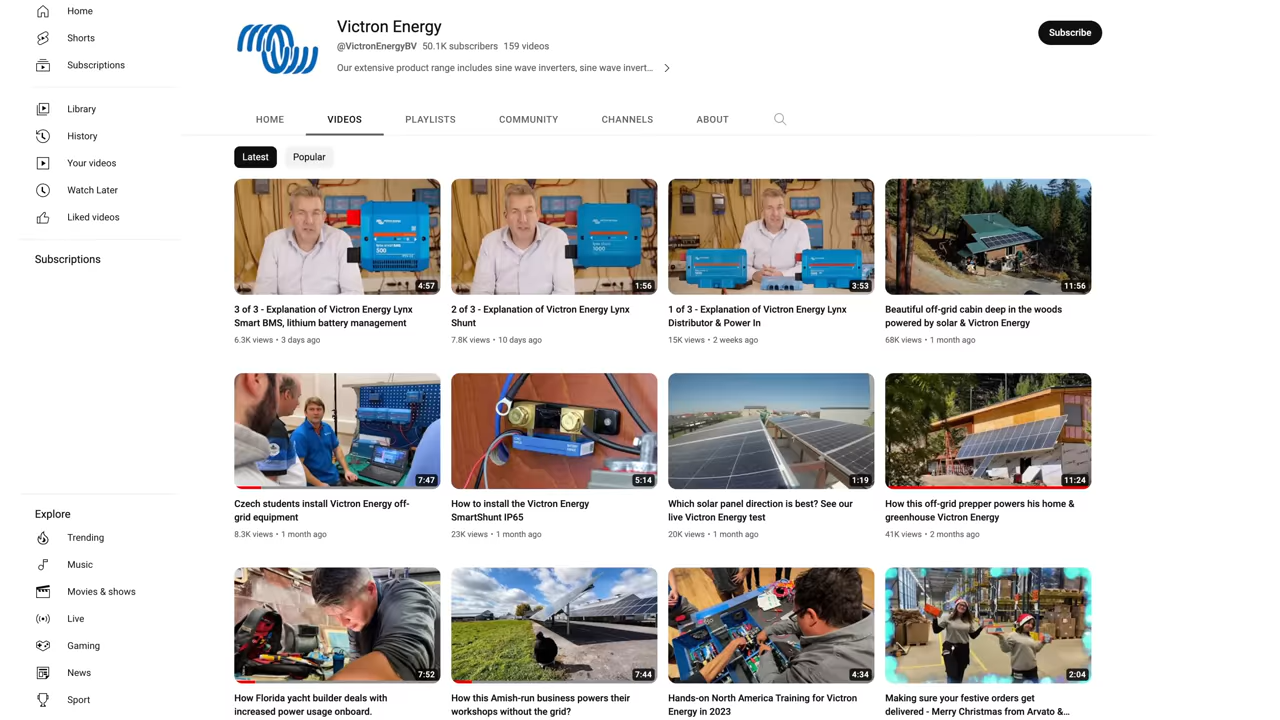 Home
Shorts
Subscriptions
Library
History
Your videos
Watch Later
Liked videos
Subscriptions
Explore
Trending
Music
Movies & shows
Live
Gaming
News
Sport
Victron Energy
@VictronEnergyBV 50.1K subscribers 159 videos
Our extensive product range includes sine wave inverters, sine wave invert...
Subscribe
HOME VIDEOS PLAYLISTS COMMUNITY CHANNELS ABOUT
Latest Popular
4:57
3 of 3 - Explanation of Victron Energy Lynx
Smart BMS, lithium battery management
6.3K views • 3 days ago
1:56
2 of 3 - Explanation of Victron Energy Lynx
Shunt
7.8K views • 10 days ago
3:53
1 of 3 - Explanation of Victron Energy Lynx
Distributor & Power In
15K views • 2 weeks ago
11:56
Beautiful off-grid cabin deep in the woods
powered by solar & Victron Energy
68K views • 1 month ago
7:47
Czech students install Victron Energy off-
grid equipment
8.3K views • 1 month ago
5:14
How to install the Victron Energy
SmartShunt IP65
23K views • 1 month ago
1:19
Which solar panel direction is best? See our
live Victron Energy test
20K views • 1 month ago
11:24
How this off-grid prepper powers his home &
greenhouse Victron Energy
41K views • 2 months ago
7:52
How Florida yacht builder deals with
increased power usage onboard.
7:44
How this Amish-run business powers their
workshops without the grid?
4:34
Hands-on North America Training for Victron
Energy in 2023
2:04
Making sure your festive orders get
delivered - Merry Christmas from Arvato &...